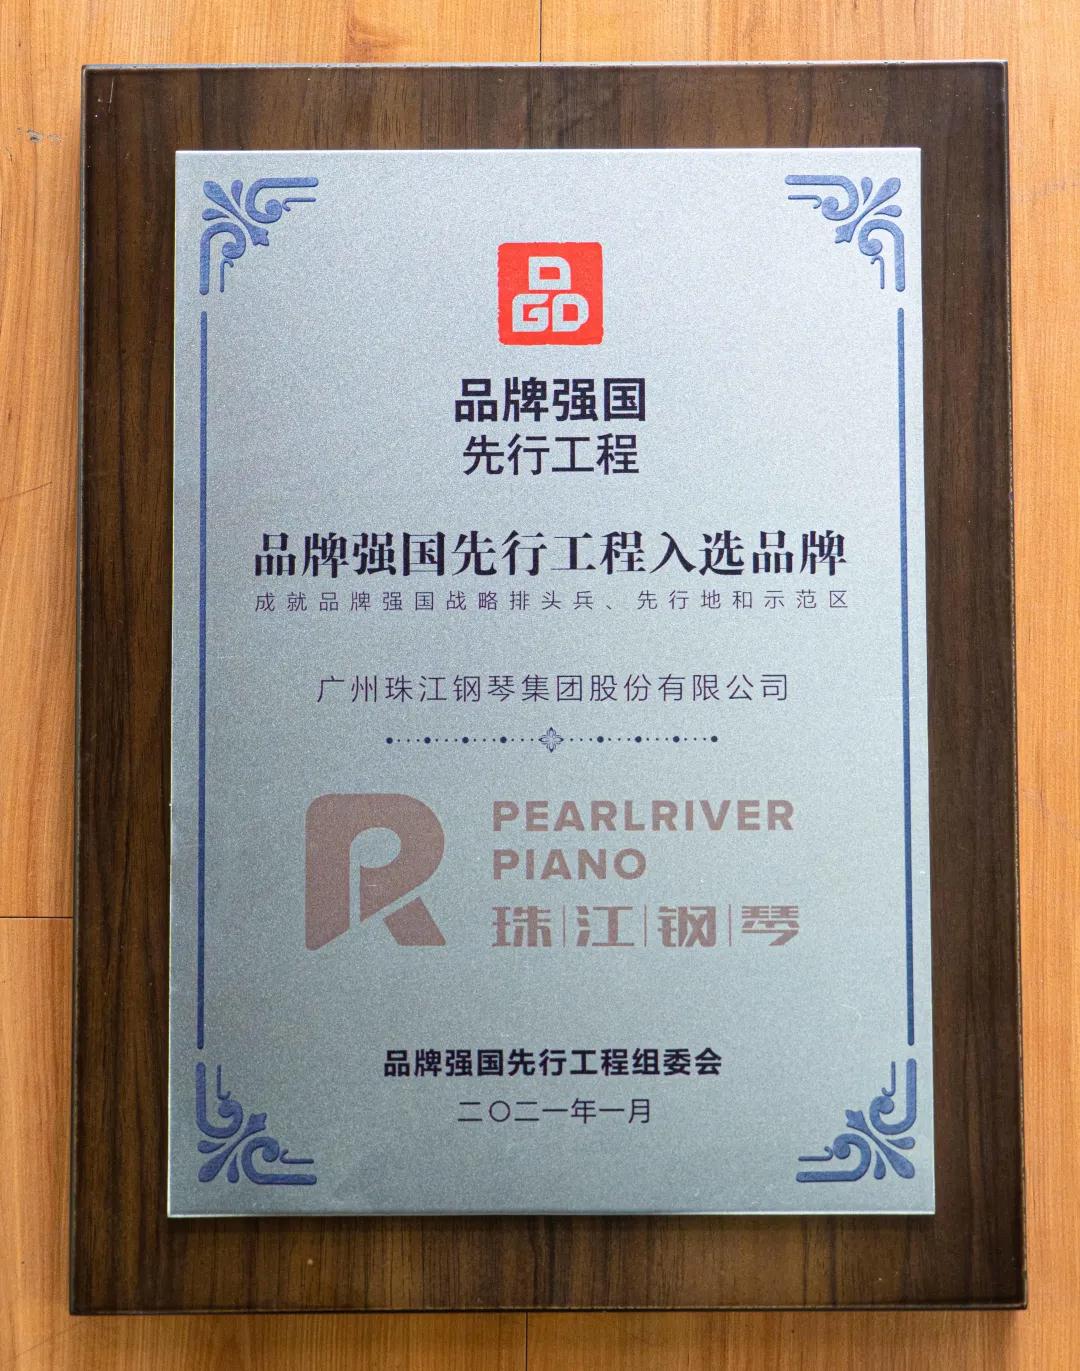 品牌强国
先行工程
品牌强国先行工程入选品牌
成就品牌强国战略排头兵、先行地和示范区
广州珠江钢琴集团股份有限公司
PEARLRIVER
PIANO
珠|江|钢|琴
品牌强国先行工程组委会
二〇二一年一月